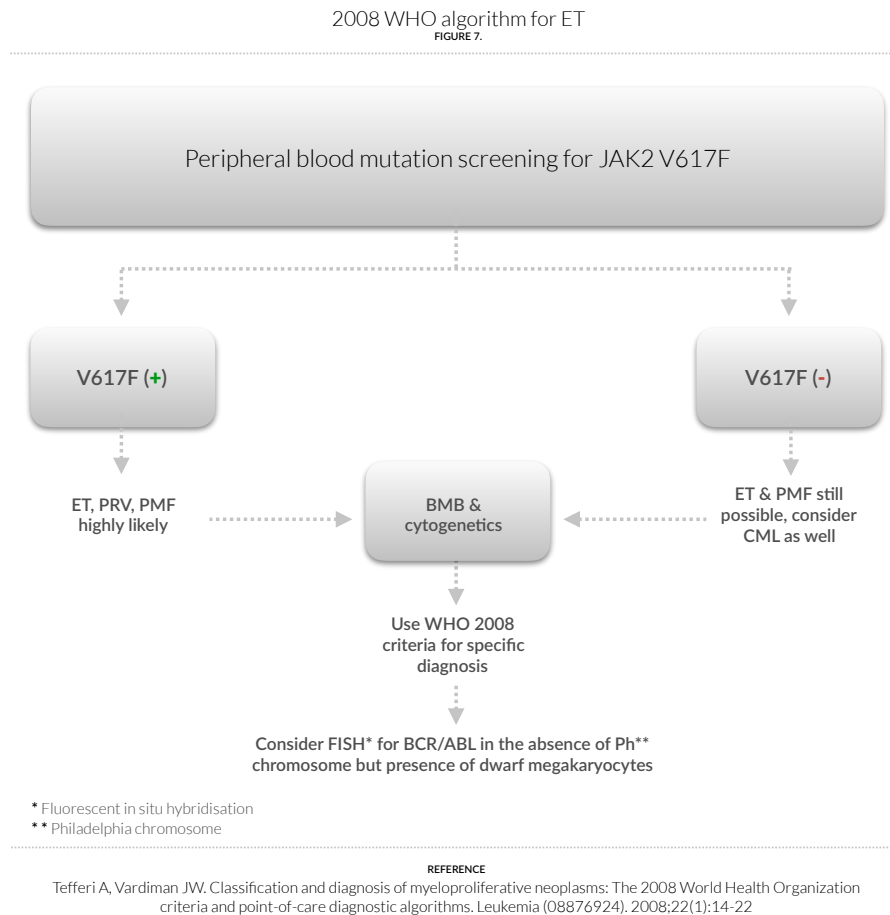 2008 WHO algorithm for ET
FIGURE 7.
Peripheral blood mutation screening for JAK2 V617F
V617F (+)
V617F (-)
ET, PRV, PMF
highly likely
BMB &
cytogenetics
ET & PMF still
possible, consider
CML as well
Use WHO 2008
criteria for specific
diagnosis
Consider FISH* for BCR/ABL in the absence of Ph**
chromosome but presence of dwarf megakaryocytes
* Fluorescent in situ hybridisation
* * Philadelphia chromosome
REFERENCE
Tefferi A, Vardiman JW. Classification and diagnosis of myeloproliferative neoplasms: The 2008 World Health Organization
criteria and point-of-care diagnostic algorithms. Leukemia (08876924). 2008;22(1):14-22